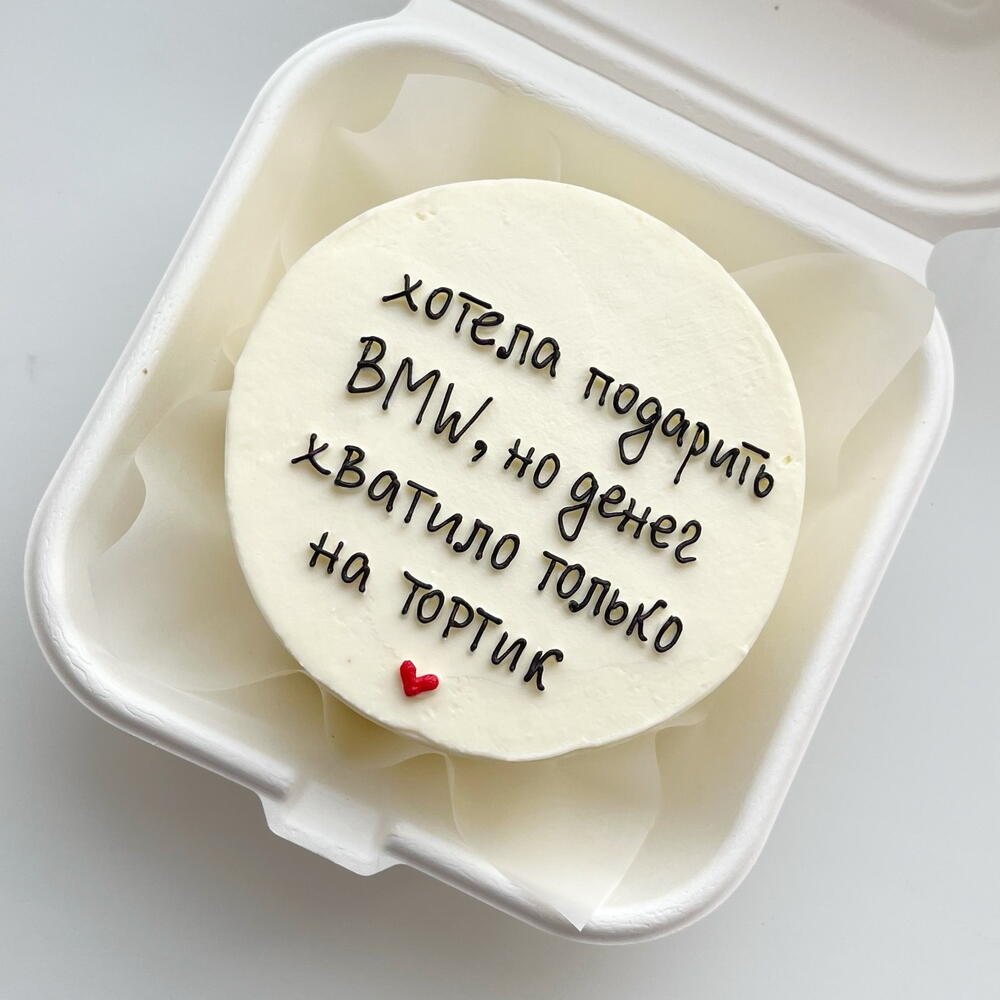 хотела подарить
BMW, но денег
хватило только
на тортик